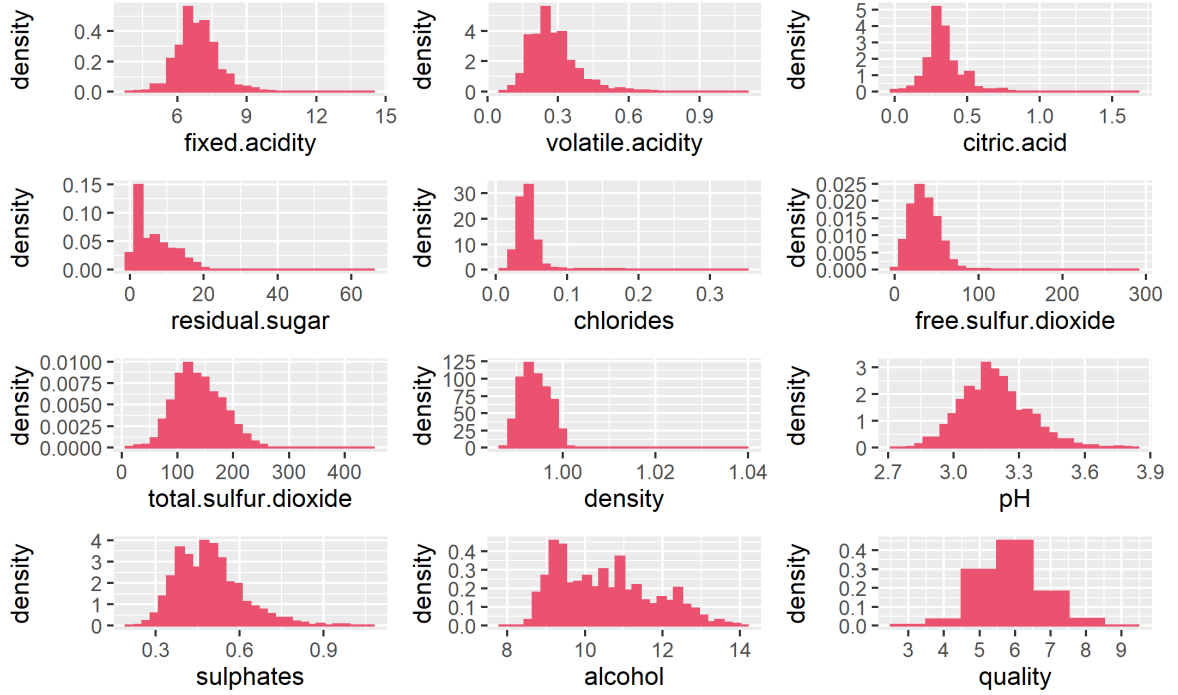 density
0.4
0.2
0.0
6 9 12 15
fixed.acidity
density
4
2
0
0.0 0.3 0.6 0.9
volatile.acidity
density
5
4
3
2
1
0
0.0 0.5 1.0 1.5
citric.acid
density
0.15
0.10
0.05
0.00
0 20 40 60
residual.sugar
density
30
20
10
0
0.0 0.1 0.2 0.3
chlorides
density
0.025
0.020
0.015
0.010
0.005
0.000
0 100 200 300
free.sulfur.dioxide
density
0.0100
0.0075
0.0050
0.0025
0.0000
0 100 200 300 400
total.sulfur.dioxide
density
125
100
75
50
25
0
1.00 1.02 1.04
density
density
3
2
1
0
2.7 3.0 3.3 3.6 3.9
pH
density
4
3
2
1
0
0.3 0.6 0.9
sulphates
density
0.4
0.3
0.2
0.1
0.0
8 10 12 14
alcohol
density
0.4
0.3
0.2
0.1
0.0
3 4 5 6 7 8 9
quality